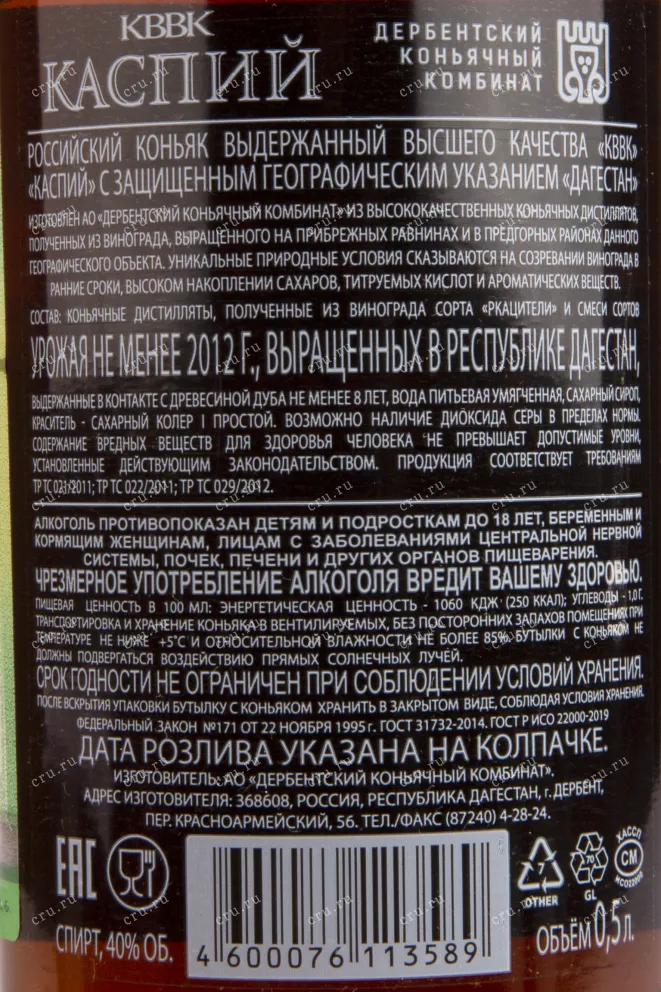 КВВК
КАСПИЙ
ДЕРБЕНТСКИЙ
КОНЬЯЧНЫЙ
КОМБИНАТ
РОССИЙСКИЙ КОНЬЯК ВЫДЕРЖАННЫЙ ВЫСШЕГО КАЧЕСТВА «КВВК»
«КАСПИЙ» С ЗАЩИЩЕННЫМ ГЕОГРАФИЧЕСКИМ УКАЗАНИЕМ «ДАГЕСТАН»
ИЗГОТОВЛЕН АО «ДЕРБЕНТСКИЙ КОНЬЯЧНЫЙ КОМБИНАТ» ИЗ ВЫСОКОКАЧЕСТВЕННЫХ КОНЬЯЧНЫХ ДИСТИЛЛЯТОВ,
ПОЛУЧЕННЫХ ИЗ ВИНОГРАДА, ВЫРАЩЕННОГО НА ПРИБРЕЖНЫХ РАВНИНАХ И В ПРЕДГОРНЫХ РАЙОНАХ ДАННОГО
ГЕОГРАФИЧЕСКОГО ОБЪЕКТА. УНИКАЛЬНЫЕ ПРИРОДНЫЕ УСЛОВИЯ СКАЗЫВАЮТСЯ НА СОЗРЕВАНИИ ВИНОГРАДА В
РАННИЕ СРОКИ, ВЫСОКОМ НАКОПЛЕНИИ САХАРОВ, ТИТРУЕМЫХ КИСЛОТ И АРОМАТИЧЕСКИХ ВЕЩЕСТВ.
СОСТАВ: КОНЬЯЧНЫЕ ДИСТИЛЛЯТЫ, ПОЛУЧЕННЫЕ ИЗ ВИНОГРАДА СОРТА «РКАЦИТЕЛИ» И СМЕСИ СОРТОВ
УРОЖАЯ НЕ МЕНЕЕ 2012 Г., ВЫРАЩЕННЫХ В РЕСПУБЛИКЕ ДАГЕСТАН,
ВЫДЕРЖАННЫЕ В КОНТАКТЕ С ДРЕВЕСИНОЙ ДУБА НЕ МЕНЕЕ 8 ЛЕТ, ВОДА ПИТЬЕВАЯ УМЯГЧЕННАЯ, САХАРНЫЙ СИРОП,
КРАСИТЕЛЬ - САХАРНЫЙ КОЛЕР I ПРОСТОЙ. ВОЗМОЖНО НАЛИЧИЕ ДИОКСИДА СЕРЫ В ПРЕДЕЛАХ НОРМЫ.
СОДЕРЖАНИЕ ВРЕДНЫХ ВЕЩЕСТВ ДЛЯ ЗДОРОВЬЯ ЧЕЛОВЕКА НЕ ПРЕВЫШАЕТ ДОПУСТИМЫЕ УРОВНИ,
УСТАНОВЛЕННЫЕ ДЕЙСТВУЮЩИМ ЗАКОНОДАТЕЛЬСТВОМ. ПРОДУКЦИЯ СООТВЕТСТВУЕТ ТРЕБОВАНИЯМ
ТР ТС 021/2011; ТР ТС 022/2011; ТР ТС 029/2012.
АЛКОГОЛЬ ПРОТИВОПОКАЗАН ДЕТЯМ И ПОДРОСТКАМ ДО 18 ЛЕТ, БЕРЕМЕННЫМ И
КОРМЯЩИМ ЖЕНЩИНАМ, ЛИЦАМ С ЗАБОЛЕВАНИЯМИ ЦЕНТРАЛЬНОЙ НЕРВНОЙ
СИСТЕМЫ, ПОЧЕК, ПЕЧЕНИ И ДРУГИХ ОРГАНОВ ПИЩЕВАРЕНИЯ.
ЧРЕЗМЕРНОЕ УПОТРЕБЛЕНИЕ АЛКОГОЛЯ ВРЕДИТ ВАШЕМУ ЗДОРОВЬЮ.
ПИЩЕВАЯ ЦЕННОСТЬ В 100 МЛ: ЭНЕРГЕТИЧЕСКАЯ ЦЕННОСТЬ - 1060 КДЖ (250 ККАЛ); УГЛЕВОДЫ - 1,0 Г.
ТРАНСПОРТИРОВКА И ХРАНЕНИЕ КОНЬЯКА В ВЕНТИЛИРУЕМЫХ, БЕЗ ПОСТОРОННИХ ЗАПАХОВ ПОМЕЩЕНИЯХ ПРИ
ТЕМПЕРАТУРЕ НЕ НИЖЕ +5°С И ОТНОСИТЕЛЬНОЙ ВЛАЖНОСТИ НЕ БОЛЕЕ 85%. БУТЫЛКИ С КОНЬЯКОМ НЕ
ДОЛЖНЫ ПОДВЕРГАТЬСЯ ВОЗДЕЙСТВИЮ ПРЯМЫХ СОЛНЕЧНЫХ ЛУЧЕЙ.
СРОК ГОДНОСТИ НЕ ОГРАНИЧЕН ПРИ СОБЛЮДЕНИИ УСЛОВИЙ ХРАНЕНИЯ.
ПОСЛЕ ВСКРЫТИЯ УПАКОВКИ БУТЫЛКУ С КОНЬЯКОМ ХРАНИТЬ В ЗАКРЫТОМ ВИДЕ, СОБЛЮДАЯ УСЛОВИЯ ХРАНЕНИЯ.
ФЕДЕРАЛЬНЫЙ ЗАКОН №171 ОТ 22 НОЯБРЯ 1995 г. ГОСТ 31732-2014. ГОСТ Р ИСО 22000-2019
ДАТА РОЗЛИВА УКАЗАНА НА КОЛПАЧКЕ.
ИЗГОТОВИТЕЛЬ: АО «ДЕРБЕНТСКИЙ КОНЬЯЧНЫЙ КОМБИНАТ».
АДРЕС ИЗГОТОВИТЕЛЯ: 368608, РОССИЯ, РЕСПУБЛИКА ДАГЕСТАН, г. ДЕРБЕНТ,
ПЕР. КРАСНОАРМЕЙСКИЙ, 56. ТЕЛ./ФАКС (87240) 4-28-24.
EAC
7
OTHER
70
GL
ХАССП
СМ
ИСО22000
СПИРТ, 40% ОБ.
4 600076 113589
ОБЪЁМ 0,5 л.
cru.ru